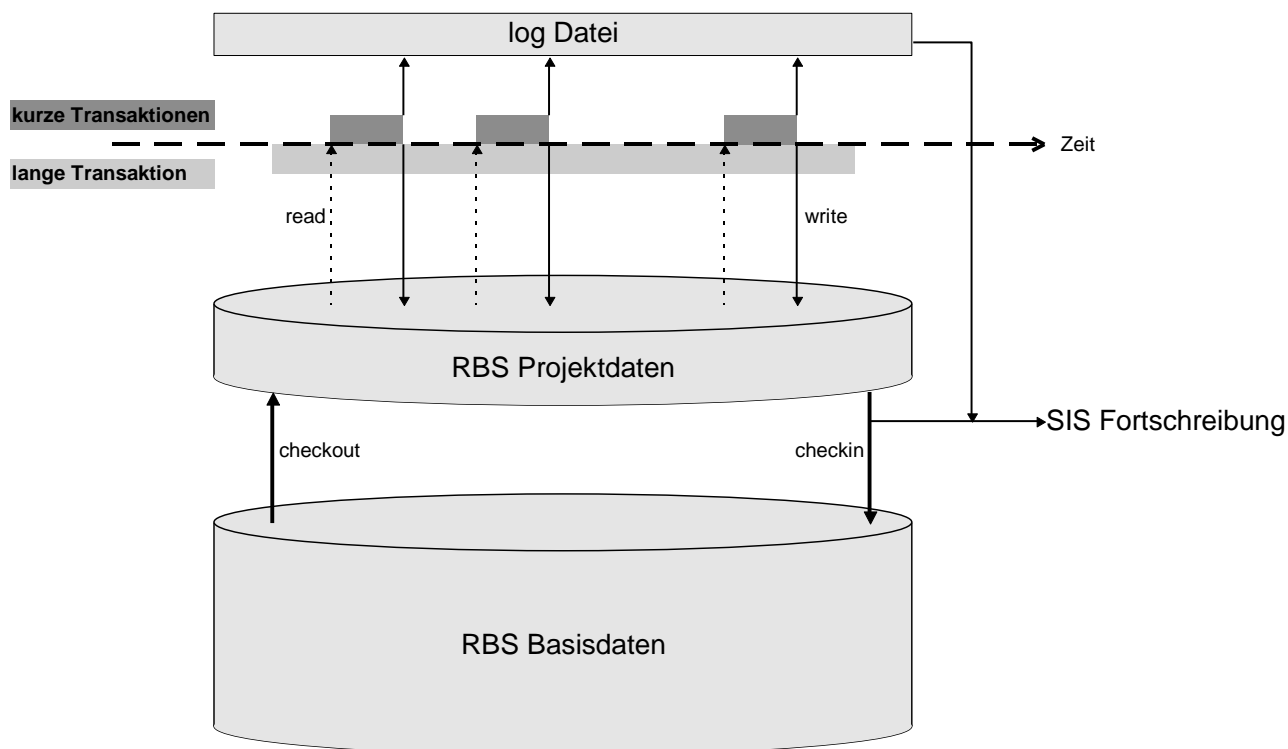 log Datei
kurze Transaktionen
Zeit
lange Transaktion
read
write
RBS Projektdaten
SIS Fortschreibung
checkout
checkin
RBS Basisdaten